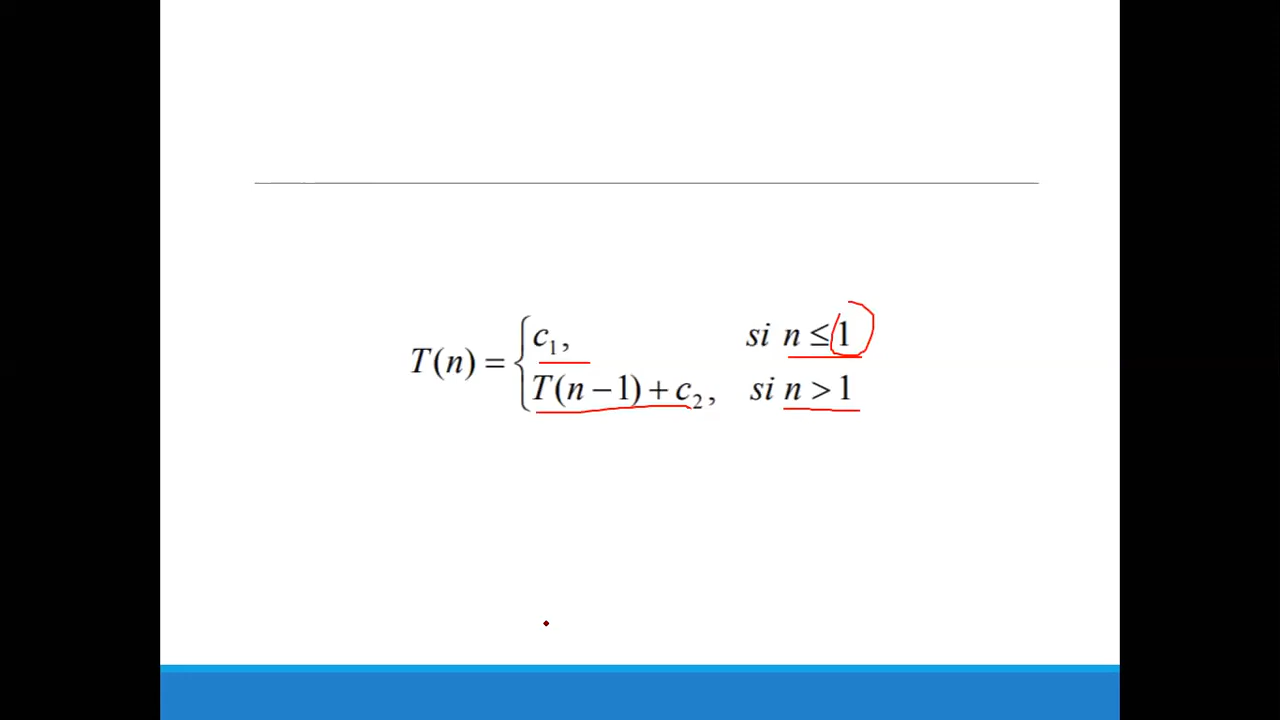 T(n) = { c₁, si n ≤ 1
T(n − 1) + c₂, si n > 1